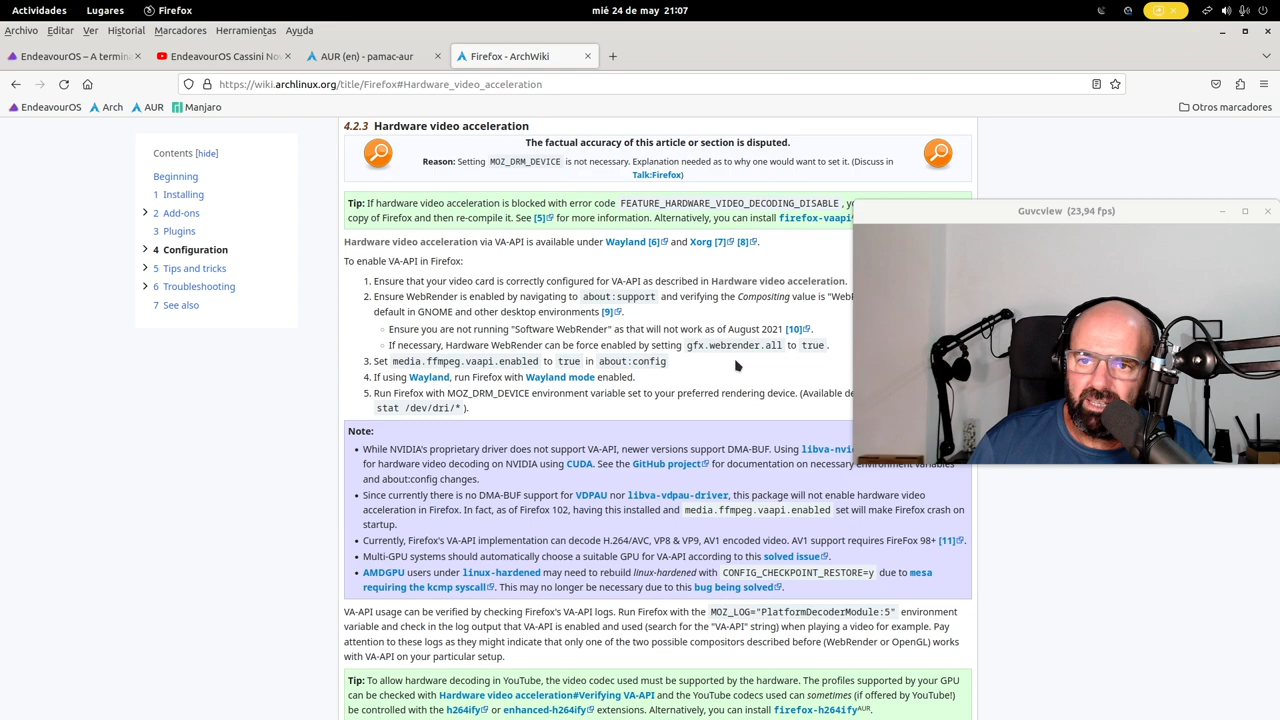 Actividades Lugares Firefox mié 24 de may 21:07
Archivo Editar Ver Historial Marcadores Herramientas Ayuda
EndeavourOS – A termina EndeavourOS Cassini Nov AUR (en) - pamac-aur Firefox - ArchWiki
https://wiki.archlinux.org/title/Firefox#Hardware_video_acceleration
EndeavourOS Arch AUR Manjaro Otros marcadores
Contents [hide]
Beginning
1 Installing
2 Add-ons
3 Plugins
4 Configuration
5 Tips and tricks
6 Troubleshooting
7 See also
4.2.3 Hardware video acceleration
The factual accuracy of this article or section is disputed.
Reason: Setting MOZ_DRM_DEVICE is not necessary. Explanation needed as to why one would want to set it. (Discuss in
Talk:Firefox)
Tip: If hardware video acceleration is blocked with error code FEATURE_HARDWARE_VIDEO_DECODING_DISABLE ,
copy of Firefox and then re-compile it. See [5] for more information. Alternatively, you can install firefox-vaapi
Guvcview (23,94 fps)
Hardware video acceleration via VA-API is available under Wayland [6] and Xorg [7] [8].
To enable VA-API in Firefox:
1. Ensure that your video card is correctly configured for VA-API as described in Hardware video acceleration.
2. Ensure WebRender is enabled by navigating to about:support and verifying the Compositing value is
default in GNOME and other desktop environments [9].
Ensure you are not running "Software WebRender" as that will not work as of August 2021 [10].
If necessary, Hardware WebRender can be force enabled by setting gfx.webrender.all to true .
3. Set media.ffmpeg.vaapi.enabled to true in about:config
4. If using Wayland, run Firefox with Wayland mode enabled.
5. Run Firefox with MOZ_DRM_DEVICE environment variable set to your preferred rendering device. (Available
stat /dev/dri/* ).
Note:
• While NVIDIA's proprietary driver does not support VA-API, newer versions support DMA-BUF. Using
for hardware video decoding on NVIDIA using CUDA. See the GitHub project for documentation on necessary environment variables
and about:config changes.
• Since currently there is no DMA-BUF support for VDPAU nor libva-vdpau-driver, this package will not enable hardware video
acceleration in Firefox. In fact, as of Firefox 102, having this installed and media.ffmpeg.vaapi.enabled set will make Firefox crash on
startup.
• Currently, Firefox's VA-API implementation can decode H.264/AVC, VP8 & VP9, AV1 encoded video. AV1 support requires FireFox 98+ [11].
• Multi-GPU systems should automatically choose a suitable GPU for VA-API according to this solved issue.
• AMDGPU users under linux-hardened may need to rebuild linux-hardened with CONFIG_CHECKPOINT_RESTORE=y due to mesa
requiring the kcmp syscall. This may no longer be necessary due to this bug being solved.
VA-API usage can be verified by checking Firefox's VA-API logs. Run Firefox with the MOZ_LOG="PlatformDecoderModule:5" environment
variable and check in the log output that VA-API is enabled and used (search for the "VA-API" string) when playing a video for example. Pay
attention to these logs as they might indicate that only one of the two possible compositors described before (WebRender or OpenGL) works
with VA-API on your particular setup.
Tip: To allow hardware decoding in YouTube, the video codec used must be supported by the hardware. The profiles supported by your GPU
can be checked with Hardware video acceleration#Verifying VA-API and the YouTube codecs used can sometimes (if offered by YouTube!)
be controlled with the h264ify or enhanced-h264ify extensions. Alternatively, you can install firefox-h264ifyAUR.